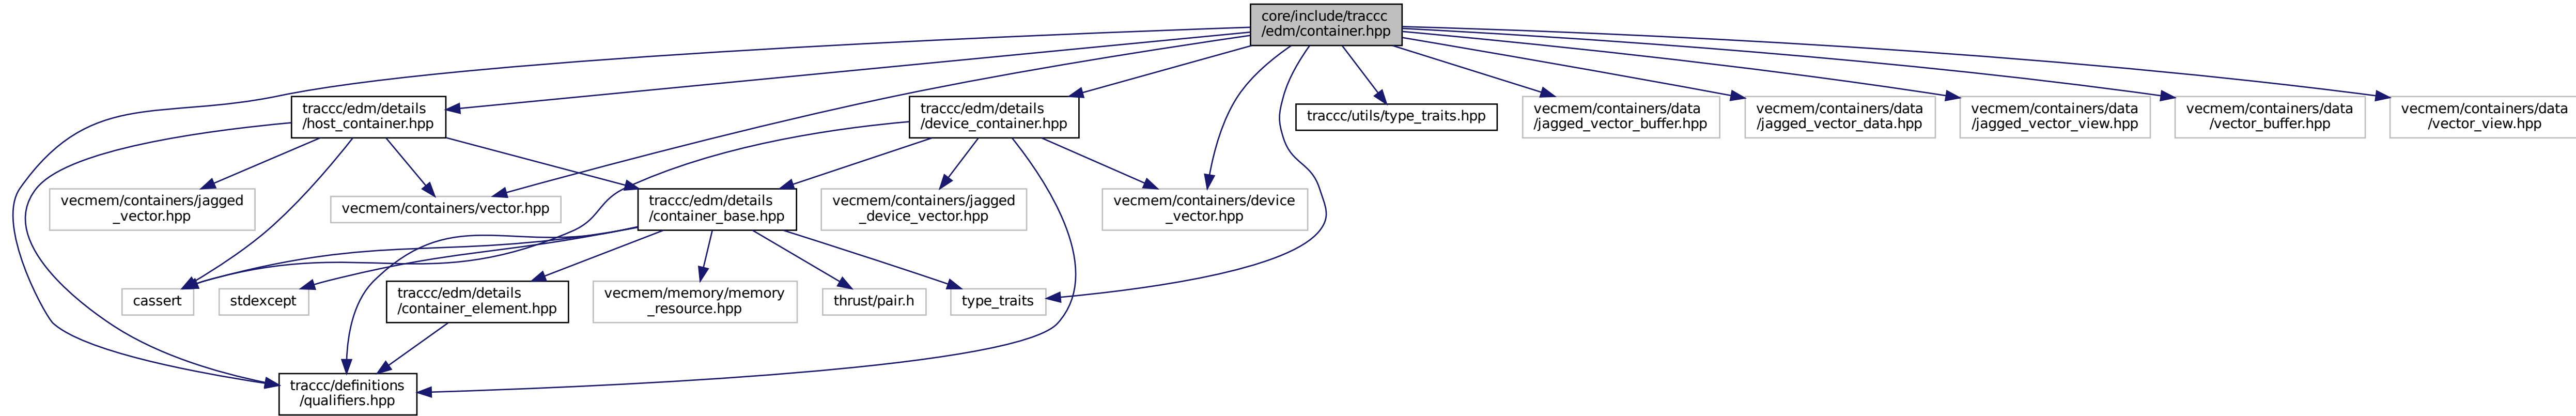 core/include/traccc
/edm/container.hpp
traccc/edm/details
/host_container.hpp
traccc/edm/details
/device_container.hpp
traccc/utils/type_traits.hpp
vecmem/containers/data
/jagged_vector_buffer.hpp
vecmem/containers/data
/jagged_vector_data.hpp
vecmem/containers/data
/jagged_vector_view.hpp
vecmem/containers/data
/vector_buffer.hpp
vecmem/containers/data
/vector_view.hpp
vecmem/containers/jagged
_vector.hpp
vecmem/containers/vector.hpp
traccc/edm/details
/container_base.hpp
vecmem/containers/jagged
_device_vector.hpp
vecmem/containers/device
_vector.hpp
cassert
stdexcept
traccc/edm/details
/container_element.hpp
vecmem/memory/memory
_resource.hpp
thrust/pair.h
type_traits
traccc/definitions
/qualifiers.hpp